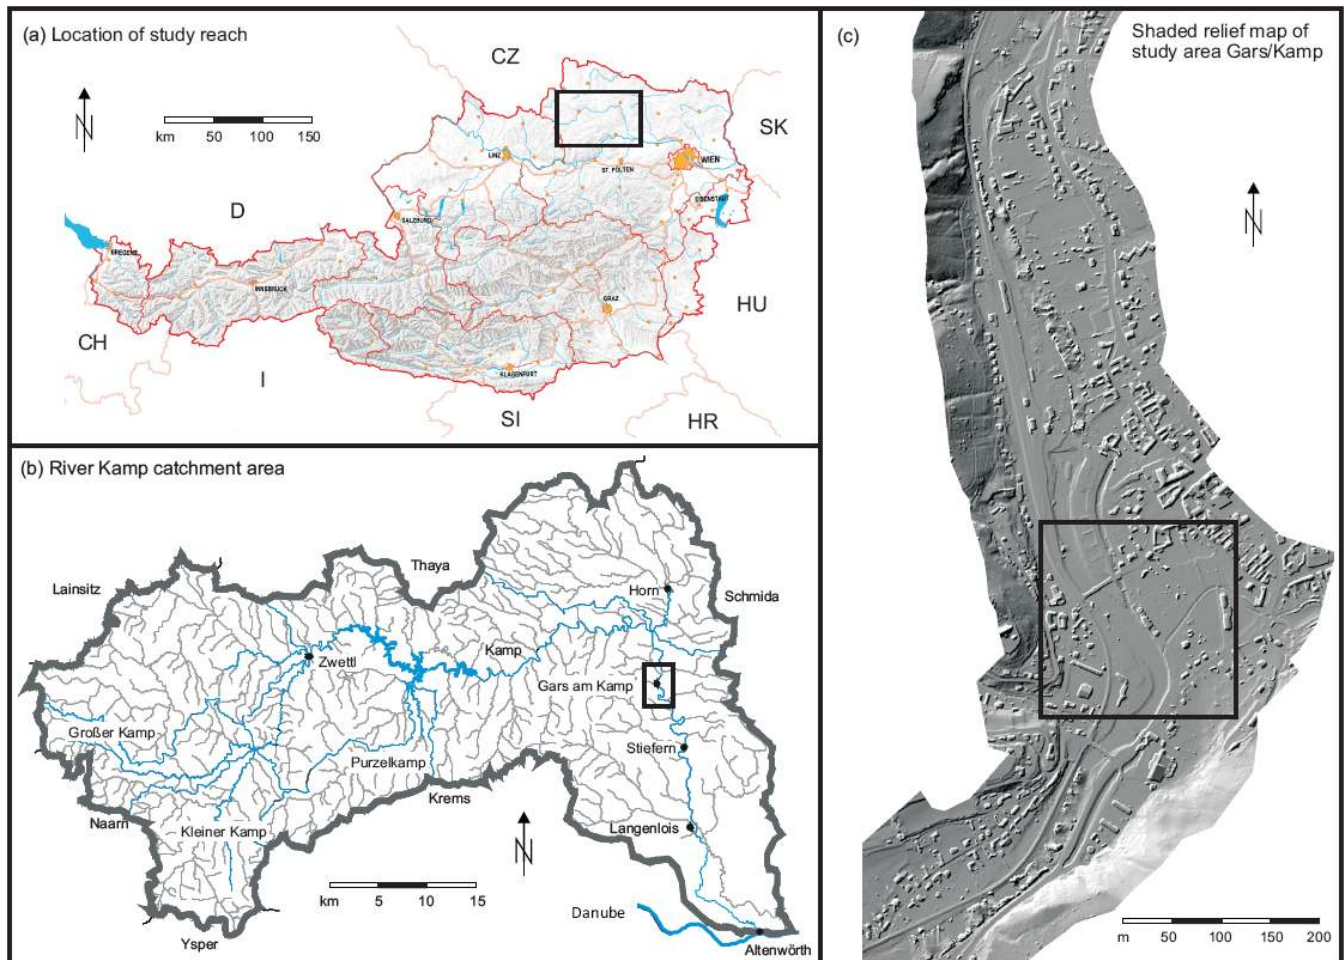 (a) Location of study reach
CZ
SK
N
km 50 100 150
LINZ
WIEN
ST. PÖLTEN
EISENSTADT
D
SALZBURG
BREGENZ
INNSBRUCK
GRAZ
HU
CH
I
KLAGENFURT
SI
HR
(b) River Kamp catchment area
Thaya
Lainsitz
Horn
Schmida
Kamp
Zwettl
Gars am Kamp
Großer Kamp
Stiefern
Purzelkamp
Krems
Naarn
Kleiner Kamp
Langenlois
N
km 5 10 15
Danube
Ysper
Altenwörth
(c)
Shaded relief map of
study area Gars/Kamp
N
m 50 100 150 200